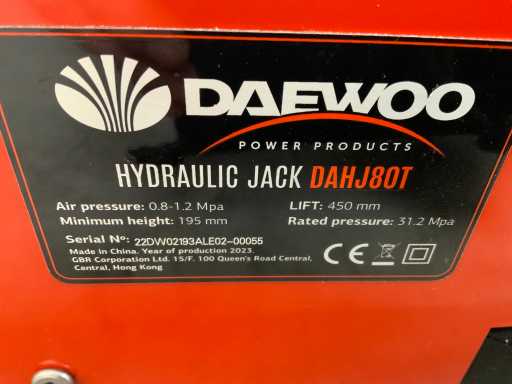 DAEWOO
POWER PRODUCTS
HYDRAULIC JACK DAHJ80T
Air pressure: 0.8-1.2 Mpa LIFT: 450 mm
Minimum height: 195 mm Rated pressure: 31.2 Mpa
Serial №: 22DW02193ALE02-00055
Made in China. Year of production 2023
GBR Corporation Ltd. 15/F. 100 Queen's Road Central,
Central, Hong Kong
CE